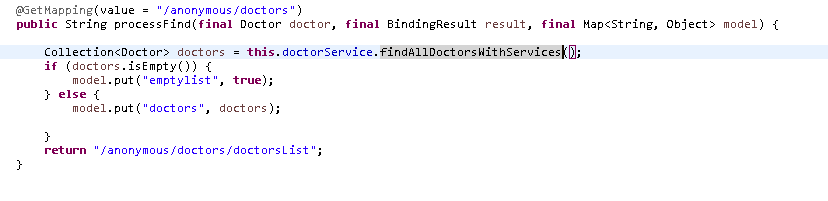 @GetMapping(value = "/anonymous/doctors")
public String processFind(final Doctor doctor, final BindingResult result, final Map<String, Object> model) {
Collection<Doctor> doctors = this.doctorService.findAllDoctorsWithServices();
if (doctors.isEmpty()) {
model.put("emptylist", true);
} else {
model.put("doctors", doctors);
}
return "/anonymous/doctors/doctorsList";
}